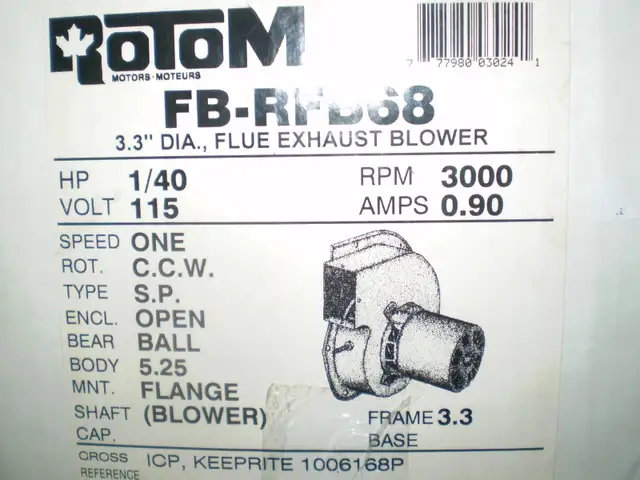 ROTOM
MOTORS·MOTEURS
7 77980 03024 1
FB-RFB68
3.3" DIA., FLUE EXHAUST BLOWER
HP 1/40 RPM 3000
VOLT 115 AMPS 0.90
SPEED ONE
ROT. C.C.W.
TYPE S.P.
ENCL. OPEN
BEAR BALL
BODY 5.25
MNT. FLANGE
SHAFT (BLOWER) FRAME 3.3
CAP. BASE
CROSS REFERENCE ICP, KEEPRITE 1006168P